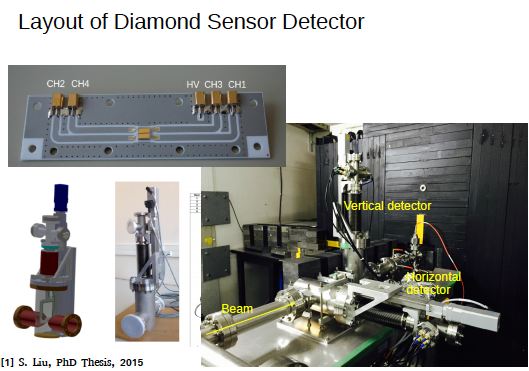 Layout of Diamond Sensor Detector
CH2 CH4
HV CH3 CH1
Vertical detector
Horizontal
detector
Beam
[1] S. Liu, PhD Thesis, 2015